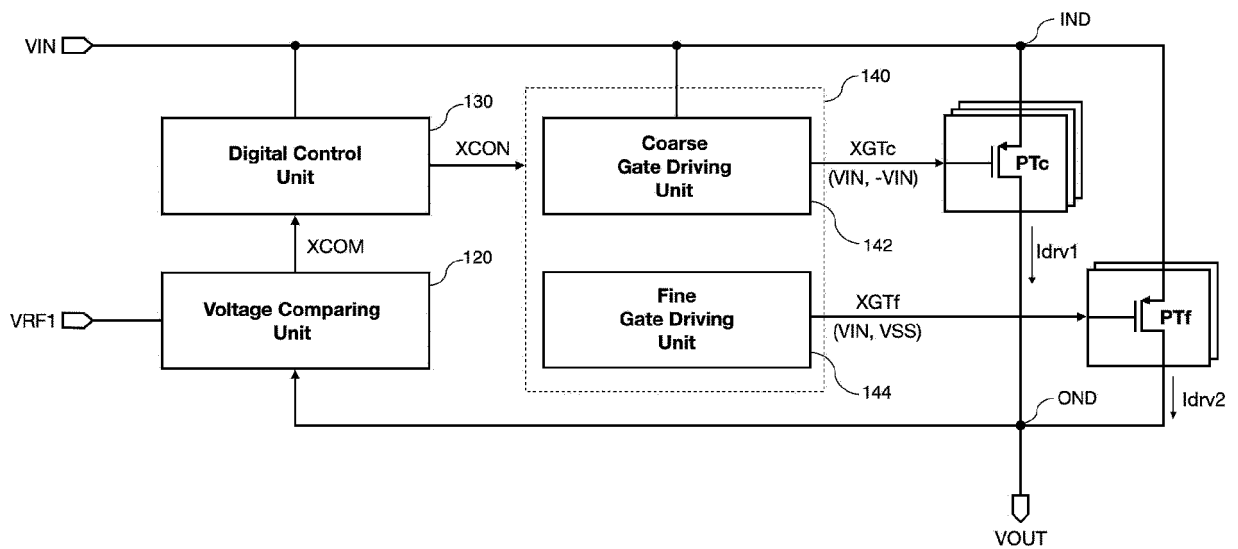 IND
VIN
140
130
Digital Control
Unit
XCON
Coarse
Gate Driving
Unit
XGTc
(VIN, -VIN)
PTc
142
XCOM
Idrv1
120
Voltage Comparing
Unit
VRF1
Fine
Gate Driving
Unit
XGTf
(VIN, VSS)
PTf
144
OND
Idrv2
VOUT